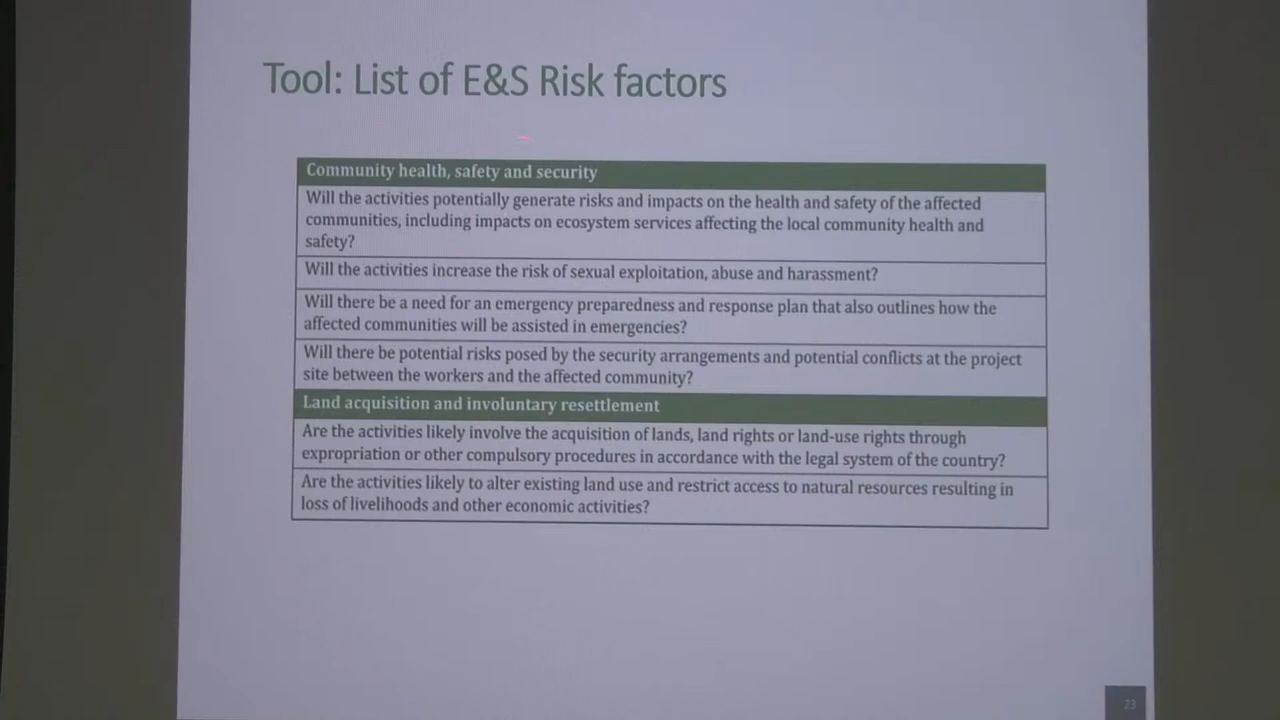 Tool: List of E&S Risk factors
Community health, safety and security
Will the activities potentially generate risks and impacts on the health and safety of the affected
communities, including impacts on ecosystem services affecting the local community health and
safety?
Will the activities increase the risk of sexual exploitation, abuse and harassment?
Will there be a need for an emergency preparedness and response plan that also outlines how the
affected communities will be assisted in emergencies?
Will there be potential risks posed by the security arrangements and potential conflicts at the project
site between the workers and the affected community?
Land acquisition and involuntary resettlement
Are the activities likely involve the acquisition of lands, land rights or land-use rights through
expropriation or other compulsory procedures in accordance with the legal system of the country?
Are the activities likely to alter existing land use and restrict access to natural resources resulting in
loss of livelihoods and other economic activities?
23